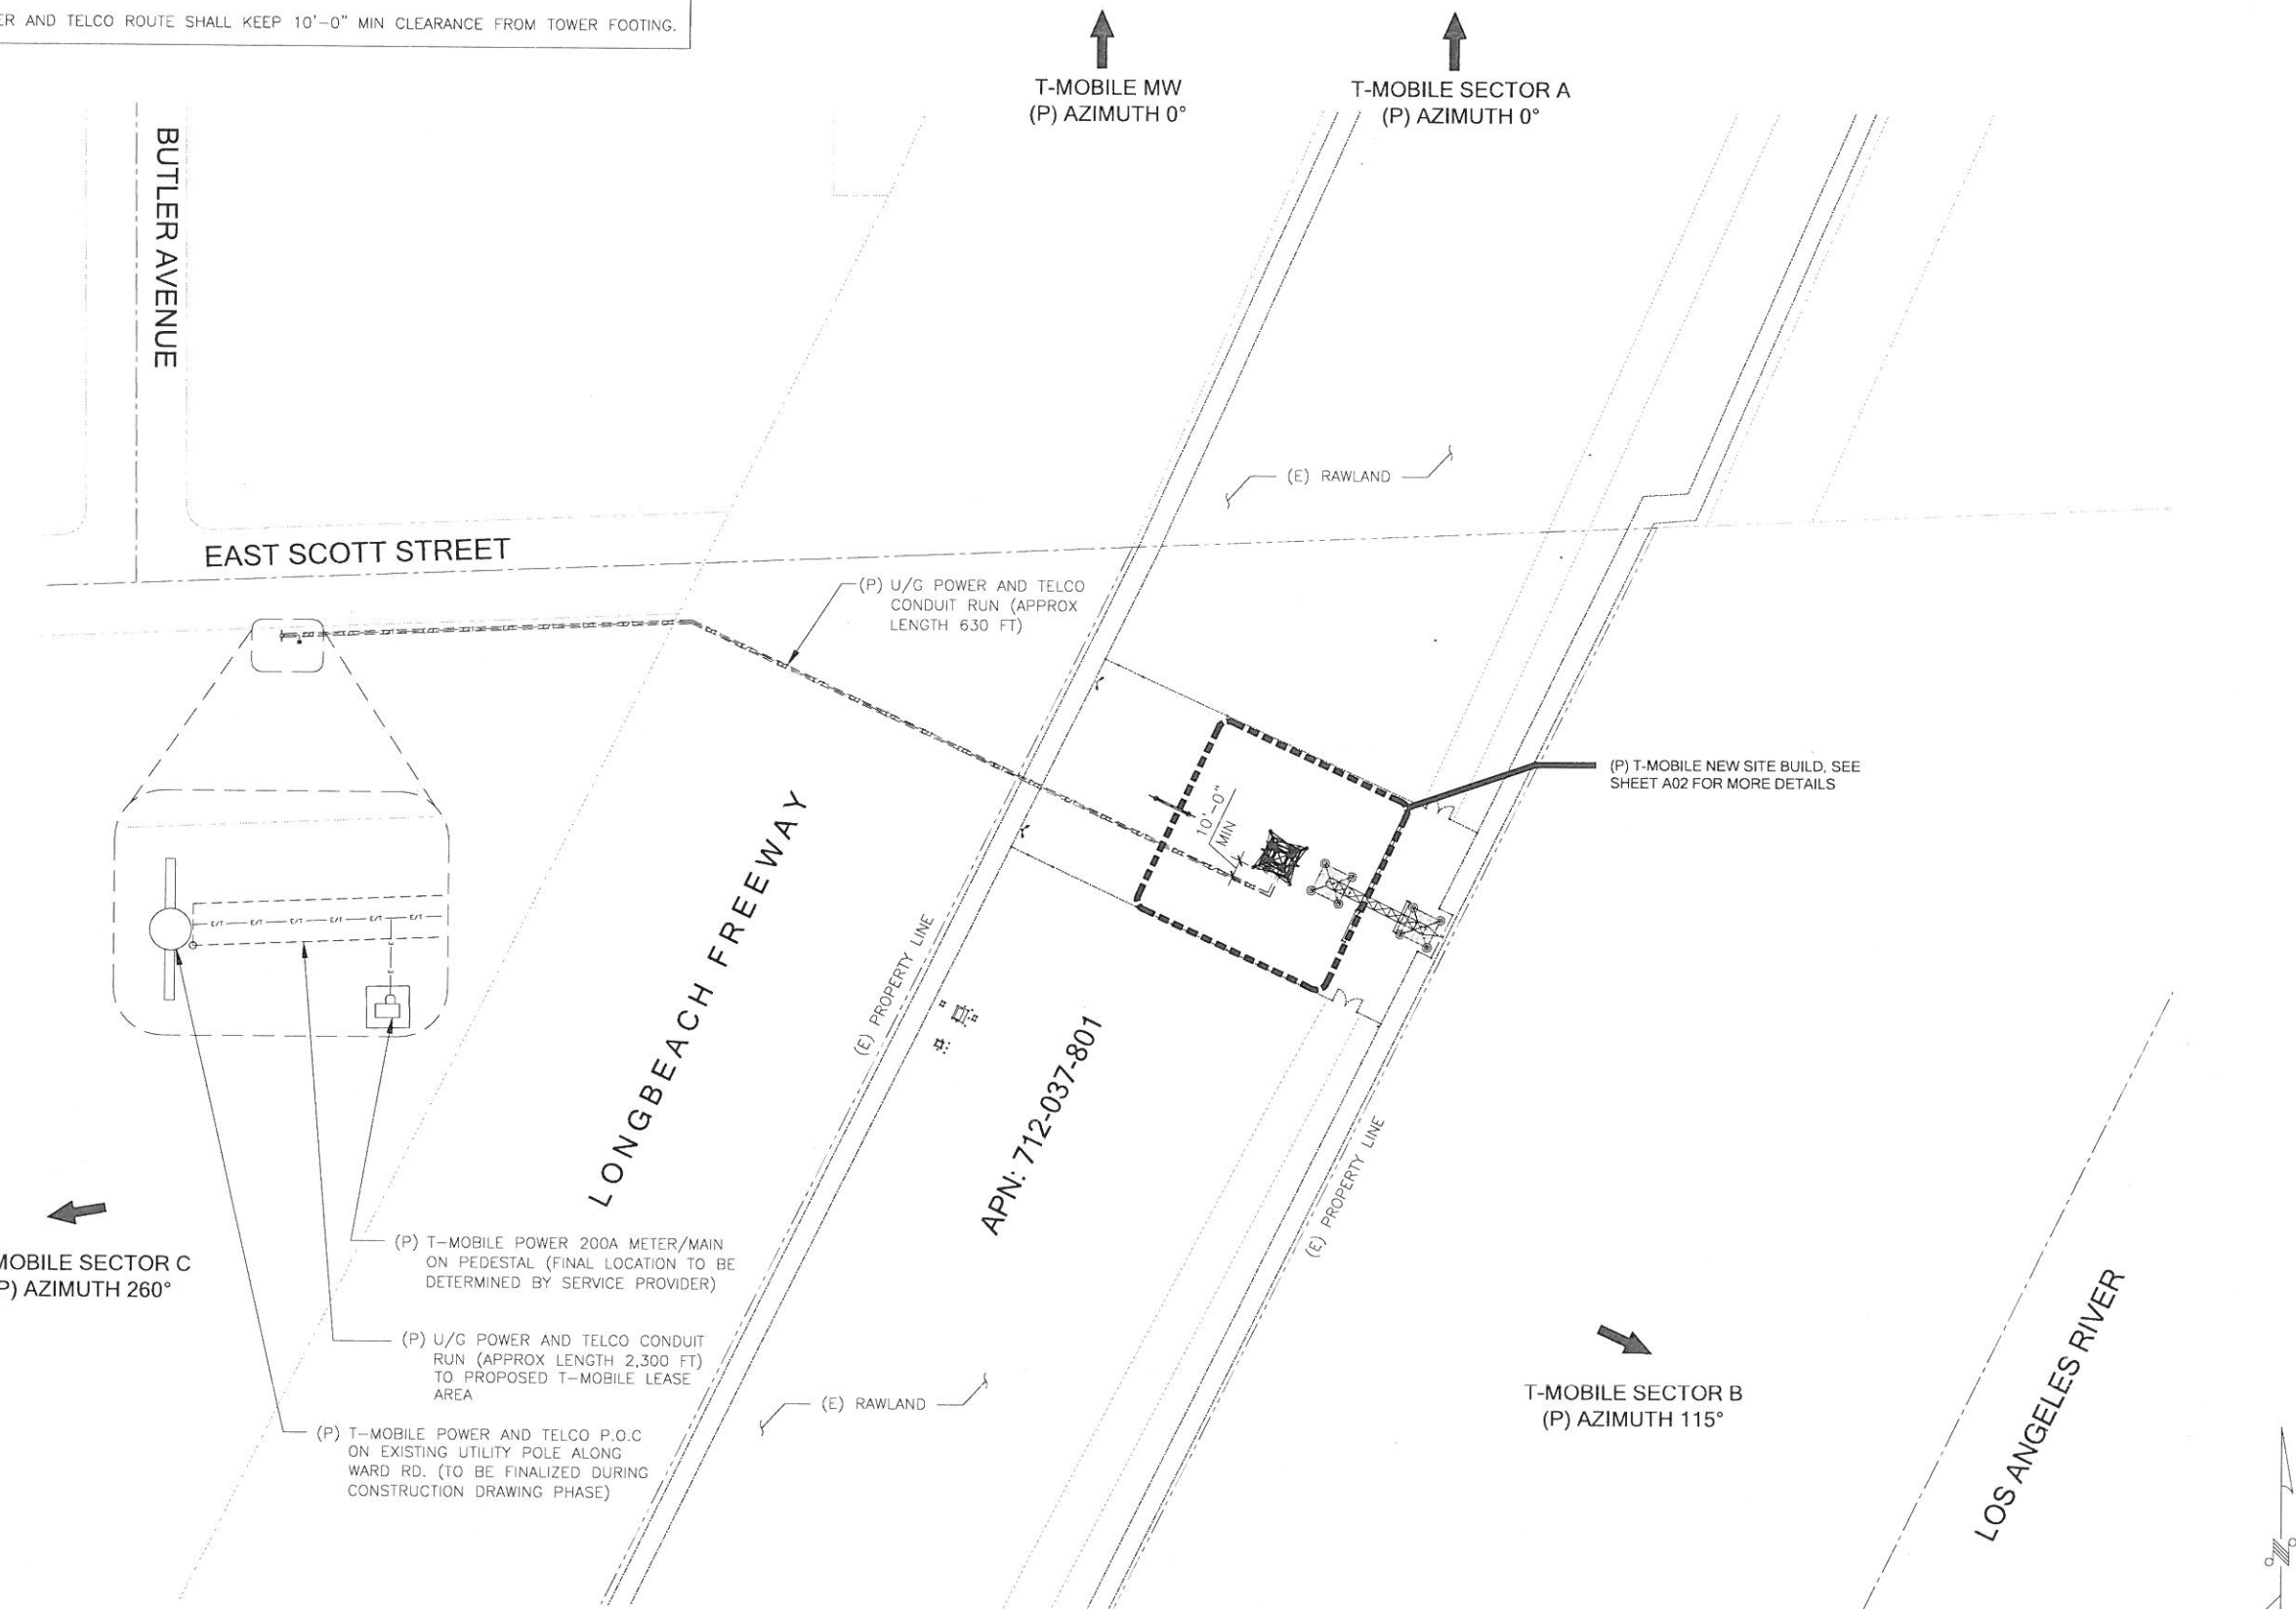 AND TELCO ROUTE SHALL KEEP 10'-0" MIN CLEARANCE FROM TOWER FOOTING.
T-MOBILE MW
(P) AZIMUTH 0°
T-MOBILE SECTOR A
(P) AZIMUTH 0°
BUTLER AVENUE
(E) RAWLAND
EAST SCOTT STREET
(P) U/G POWER AND TELCO
CONDUIT RUN (APPROX
LENGTH 630 FT)
(P) T-MOBILE NEW SITE BUILD, SEE
SHEET A02 FOR MORE DETAILS
10'-0"
MIN
LONGBEACH FREEWAY
(E) PROPERTY LINE
E/T E/T E/T E/T E/T E/T
E
APN: 712-037-801
(E) PROPERTY LINE
MOBILE SECTOR C
P) AZIMUTH 260°
(P) T-MOBILE POWER 200A METER/MAIN
ON PEDESTAL (FINAL LOCATION TO BE
DETERMINED BY SERVICE PROVIDER)
(P) U/G POWER AND TELCO CONDUIT
RUN (APPROX LENGTH 2,300 FT)
TO PROPOSED T-MOBILE LEASE
AREA
(P) T-MOBILE POWER AND TELCO P.O.C
ON EXISTING UTILITY POLE ALONG
WARD RD. (TO BE FINALIZED DURING
CONSTRUCTION DRAWING PHASE)
(E) RAWLAND
T-MOBILE SECTOR B
(P) AZIMUTH 115°
LOS ANGELES RIVER